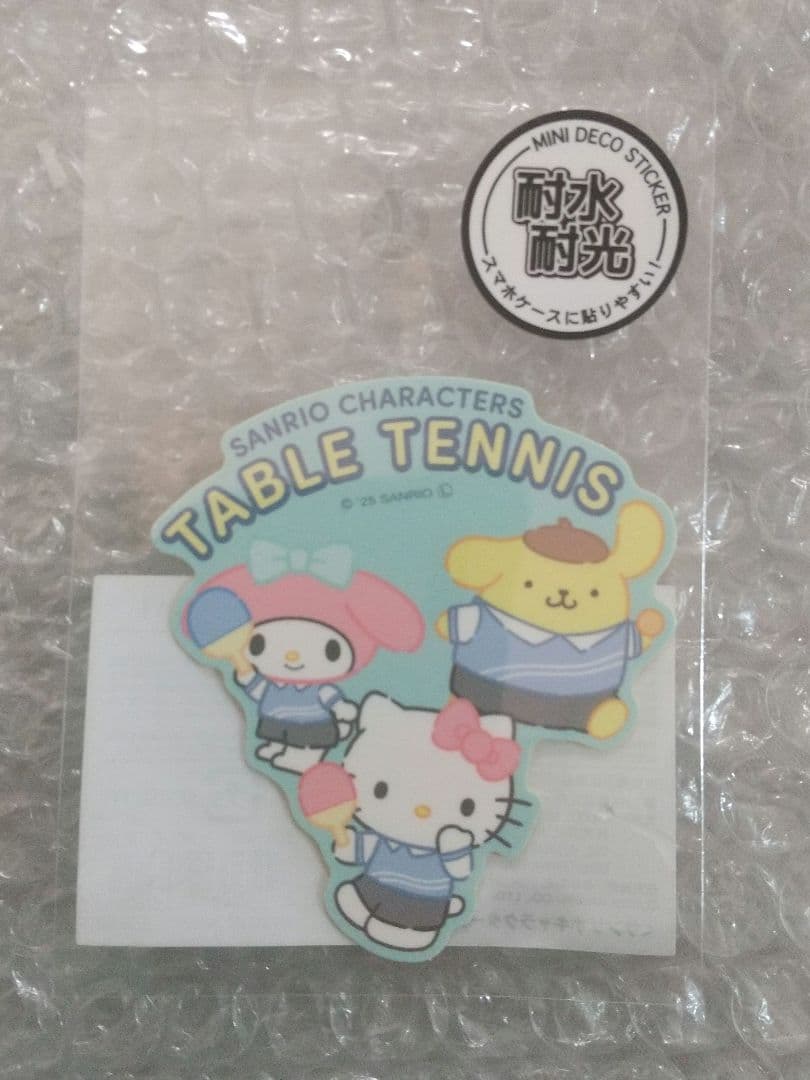 MINI DECO STICKER
耐水
耐光
スマホケースに貼りやすい!
SANRIO CHARACTERS
TABLE TENNIS
© '25 SANRIO Ⓛ